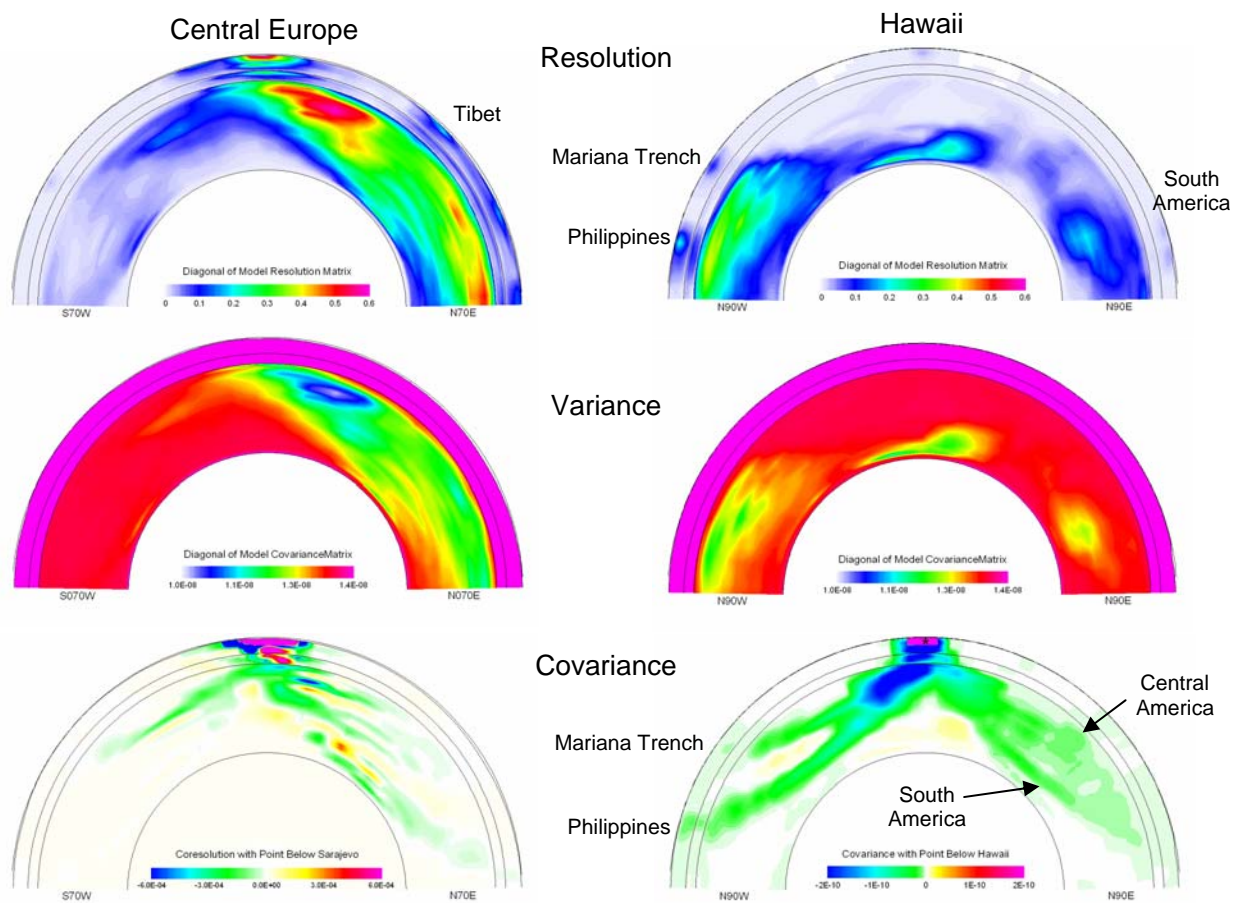 Central Europe
Hawaii
Resolution
Tibet
Mariana Trench
Philippines
South
America
Diagonal of Model Resolution Matrix
0 0.1 0.2 0.3 0.4 0.5 0.6
S70W N70E
Diagonal of Model Resolution Matrix
0 0.1 0.2 0.3 0.4 0.5 0.6
N90W N90E
Variance
Diagonal of Model CovarianceMatrix
1.0E-08 1.1E-08 1.3E-08 1.4E-08
S070W N070E
Diagonal of Model CovarianceMatrix
1.0E-08 1.1E-08 1.3E-08 1.4E-08
N90W N90E
Covariance
Central
America
Mariana Trench
South
America
Philippines
Coresolution with Point Below Sarajevo
-6.0E-04 -3.0E-04 0.0E+00 3.0E-04 6.0E-04
S70W N70E
Covariance with Point Below Hawaii
-2E-10 -1E-10 0 1E-10 2E-10
N90W N90E